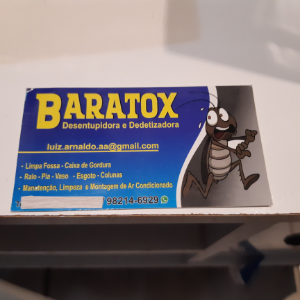 BARATOX
Desentupidora e Dedetizadora
luiz.arnaldo.aa@gmail.com
- Limpa Fossa - Caixa de Gordura
- Ralo - Pia - Vaso - Esgoto - Colunas
- Manutenção, Limpeza e Montagem de Ar Condicionado
98214-6929